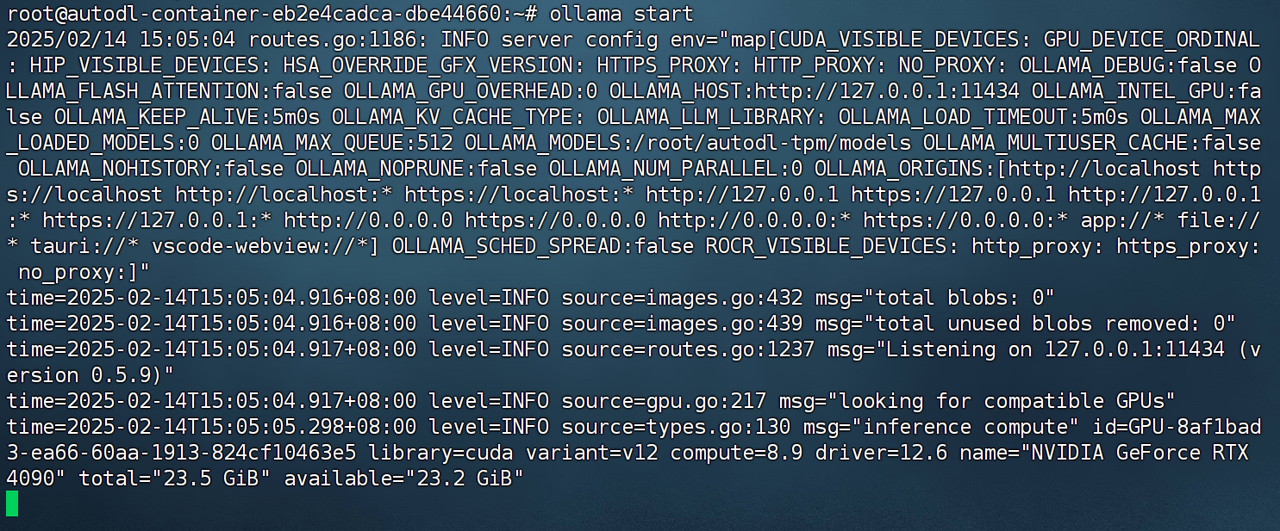 root@autodl-container-eb2e4cadca-dbe44660:~# ollama start
2025/02/14 15:05:04 routes.go:1186: INFO server config env="map[CUDA_VISIBLE_DEVICES: GPU_DEVICE_ORDINAL
: HIP_VISIBLE_DEVICES: HSA_OVERRIDE_GFX_VERSION: HTTPS_PROXY: HTTP_PROXY: NO_PROXY: OLLAMA_DEBUG:false O
LLAMA_FLASH_ATTENTION:false OLLAMA_GPU_OVERHEAD:0 OLLAMA_HOST:http://127.0.0.1:11434 OLLAMA_INTEL_GPU:fa
lse OLLAMA_KEEP_ALIVE:5m0s OLLAMA_KV_CACHE_TYPE: OLLAMA_LLM_LIBRARY: OLLAMA_LOAD_TIMEOUT:5m0s OLLAMA_MAX
_LOADED_MODELS:0 OLLAMA_MAX_QUEUE:512 OLLAMA_MODELS:/root/autodl-tpm/models OLLAMA_MULTIUSER_CACHE:false
 OLLAMA_NOHISTORY:false OLLAMA_NOPRUNE:false OLLAMA_NUM_PARALLEL:0 OLLAMA_ORIGINS:[http://localhost http
s://localhost http://localhost:* https://localhost:* http://127.0.0.1 https://127.0.0.1 http://127.0.0.1
:* https://127.0.0.1:* http://0.0.0.0 https://0.0.0.0 http://0.0.0.0:* https://0.0.0.0:* app://* file://
* tauri://* vscode-webview://*] OLLAMA_SCHED_SPREAD:false ROCR_VISIBLE_DEVICES: http_proxy: https_proxy:
 no_proxy:]"
time=2025-02-14T15:05:04.916+08:00 level=INFO source=images.go:432 msg="total blobs: 0"
time=2025-02-14T15:05:04.916+08:00 level=INFO source=images.go:439 msg="total unused blobs removed: 0"
time=2025-02-14T15:05:04.917+08:00 level=INFO source=routes.go:1237 msg="Listening on 127.0.0.1:11434 (v
ersion 0.5.9)"
time=2025-02-14T15:05:04.917+08:00 level=INFO source=gpu.go:217 msg="looking for compatible GPUs"
time=2025-02-14T15:05:05.298+08:00 level=INFO source=types.go:130 msg="inference compute" id=GPU-8af1bad
3-ea66-60aa-1913-824cf10463e5 library=cuda variant=v12 compute=8.9 driver=12.6 name="NVIDIA GeForce RTX
4090" total="23.5 GiB" available="23.2 GiB"